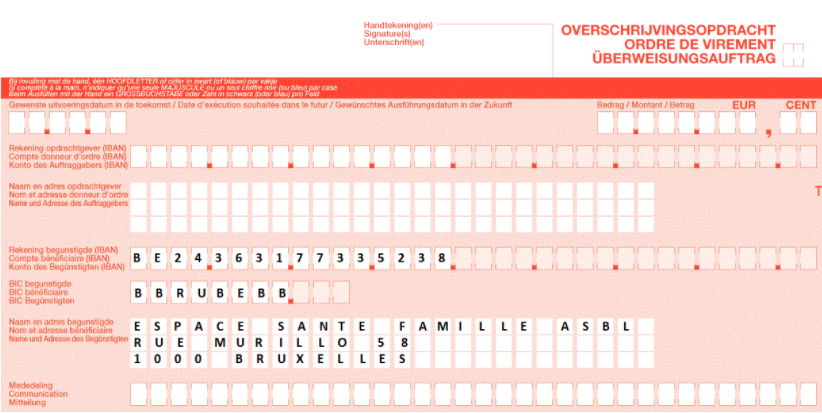 Handtekening(en)
Signature(s)
Unterschrift(en)
OVERSCHRIJVINGSOPDRACHT
ORDRE DE VIREMENT
ÜBERWEISUNGSAUFTRAG
Bij invulling met de hand, één HOOFDLETTER of cijfer in zwart (of blauw) per vakje
Si complété à la main, n'indiquer qu'une seule MAJUSCULE ou un seul chiffre noir (ou bleu) par case
Beim Ausfüllen mit der Hand ein GROSSBUCHSTABE oder Zahl in schwarz (oder blau) pro Feld
Gewenste uitvoeringsdatum in de toekomst / Date d'exécution souhaitée dans le futur / Gewünschtes Ausführungsdatum in der Zukunft
Bedrag / Montant / Betrag EUR CENT
,
Rekening opdrachtgever (IBAN)
Compte donneur d'ordre (IBAN)
Konto des Auftraggebers (IBAN)
Naam en adres opdrachtgever
Nom et adresse donneur d'ordre
Name und Adresse des Auftraggebers
T
Rekening begunstigde (IBAN)
Compte bénéficiaire (IBAN)
Konto des Begünstigten (IBAN)
BE24363177335238
BIC begunstigde
BIC bénéficiaire
BIC Begünstigten
BBRUBEBB
Naam en adres begunstigde
Nom et adresse bénéficiaire
Name und Adresse des Begünstigten
ESPACE SANTE FAMILLE ASBL
RUE MURILLO 58
1000 BRUXELLES
Mededeling
Communication
Mitteilung